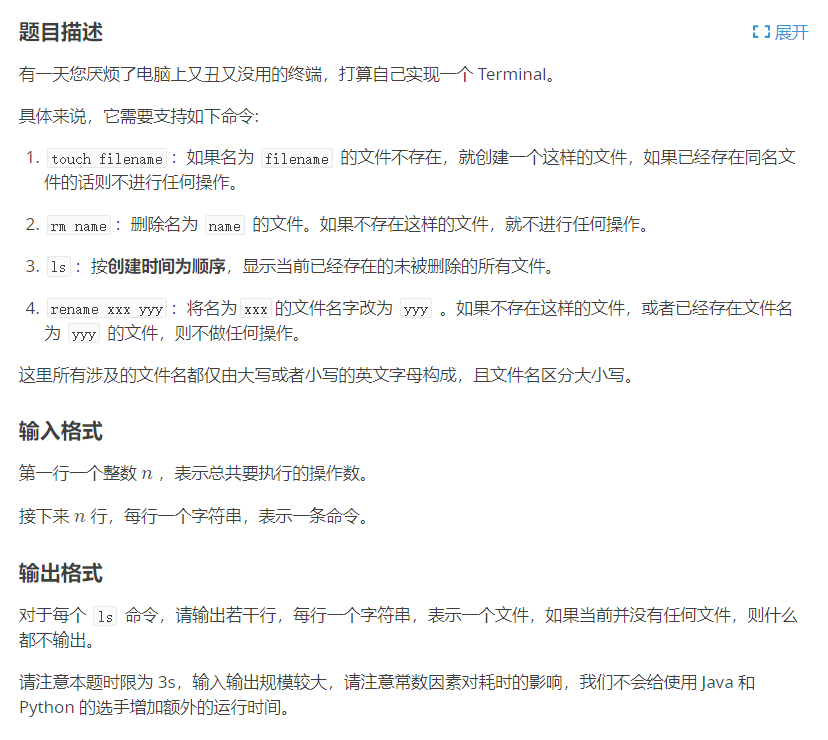 题目描述
展开
有一天您厌烦了电脑上又丑又没用的终端，打算自己实现一个 Terminal。
具体来说，它需要支持如下命令:
1. touch filename ：如果名为 filename 的文件不存在，就创建一个这样的文件，如果已经存在同名文
件的话则不进行任何操作。
2. rm name ：删除名为 name 的文件。如果不存在这样的文件，就不进行任何操作。
3. ls ：按创建时间为顺序，显示当前已经存在的未被删除的所有文件。
4. rename xxx yyy ：将名为 xxx 的文件名字改为 yyy 。如果不存在这样的文件，或者已经存在文件名
为 yyy 的文件，则不做任何操作。
这里所有涉及的文件名都仅由大写或者小写的英文字母构成，且文件名区分大小写。
输入格式
第一行一个整数 n ，表示总共要执行的操作数。
接下来 n 行，每行一个字符串，表示一条命令。
输出格式
对于每个 ls 命令，请输出若干行，每行一个字符串，表示一个文件，如果当前并没有任何文件，则什么
都不输出。
请注意本题时限为 3s，输入输出规模较大，请注意常数因素对耗时的影响，我们不会给使用 Java 和
Python 的选手增加额外的运行时间。